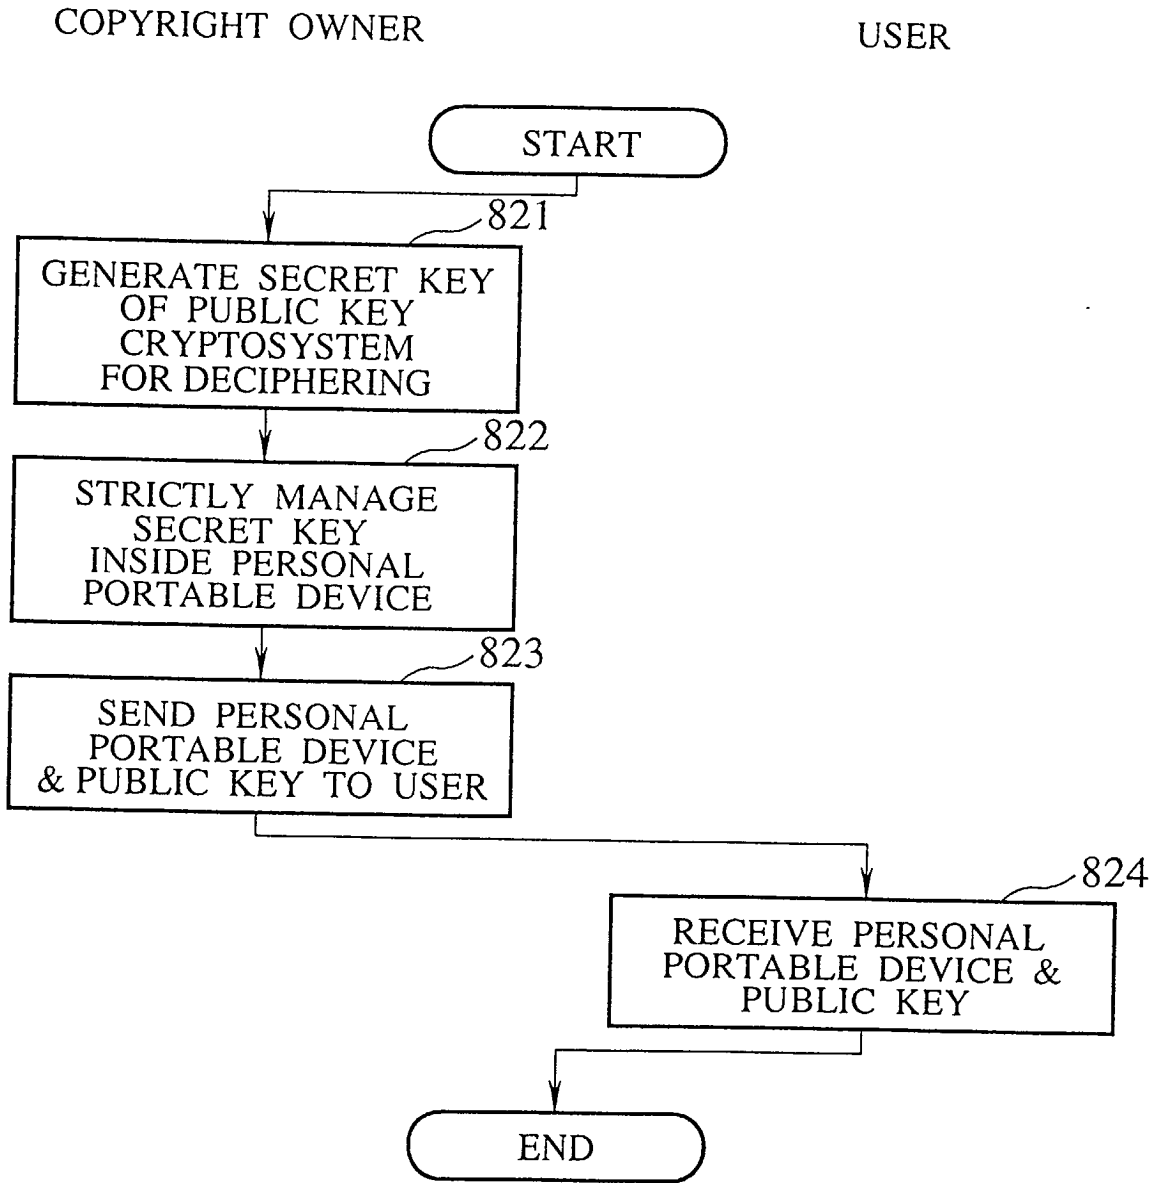 COPYRIGHT OWNER
USER
START
821
GENERATE SECRET KEY
OF PUBLIC KEY
CRYPTOSYSTEM
FOR DECIPHERING
822
STRICTLY MANAGE
SECRET KEY
INSIDE PERSONAL
PORTABLE DEVICE
823
SEND PERSONAL
PORTABLE DEVICE
& PUBLIC KEY TO USER
824
RECEIVE PERSONAL
PORTABLE DEVICE &
PUBLIC KEY
END